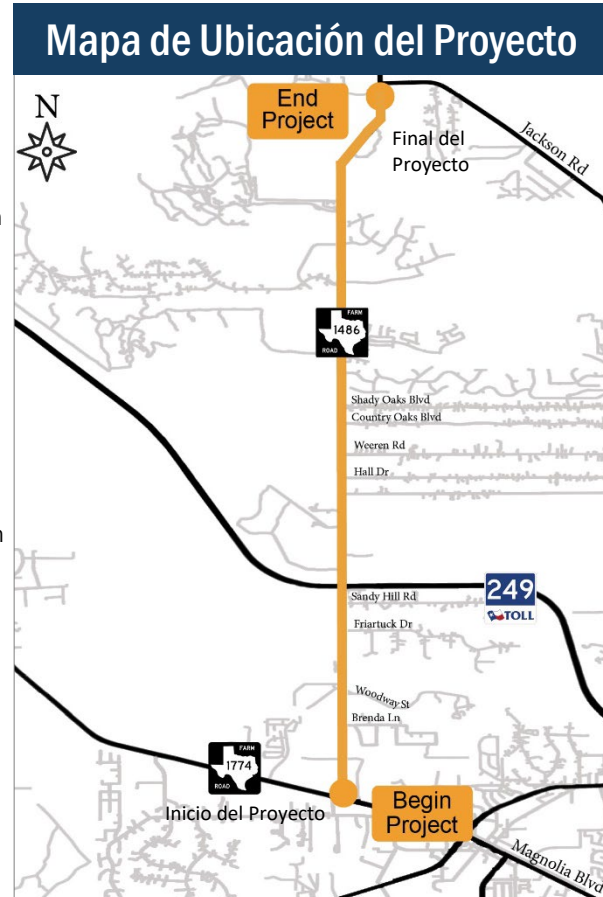 Mapa de Ubicación del Proyecto
N
End
Project
Final del
Proyecto
Jackson Rd
FARM
1486
ROAD
Shady Oaks Blvd
Country Oaks Blvd
Weeren Rd
Hall Dr
249
TOLL
Sandy Hill Rd
Friartuck Dr
Woodway St
Brenda Ln
FARM
1774
ROAD
Inicio del Proyecto
Begin
Project
Magnolia Blvd